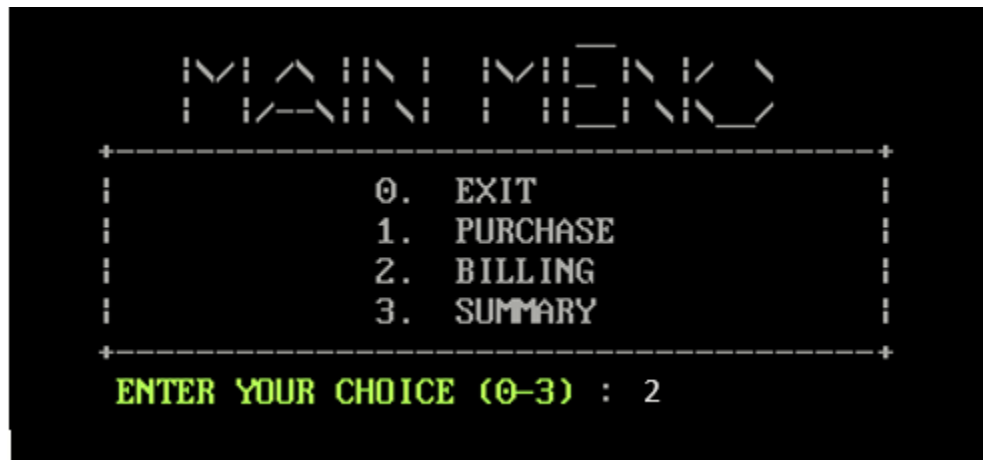 MAIN MENU
0. EXIT
1. PURCHASE
2. BILLING
3. SUMMARY
ENTER YOUR CHOICE (0-3) : 2